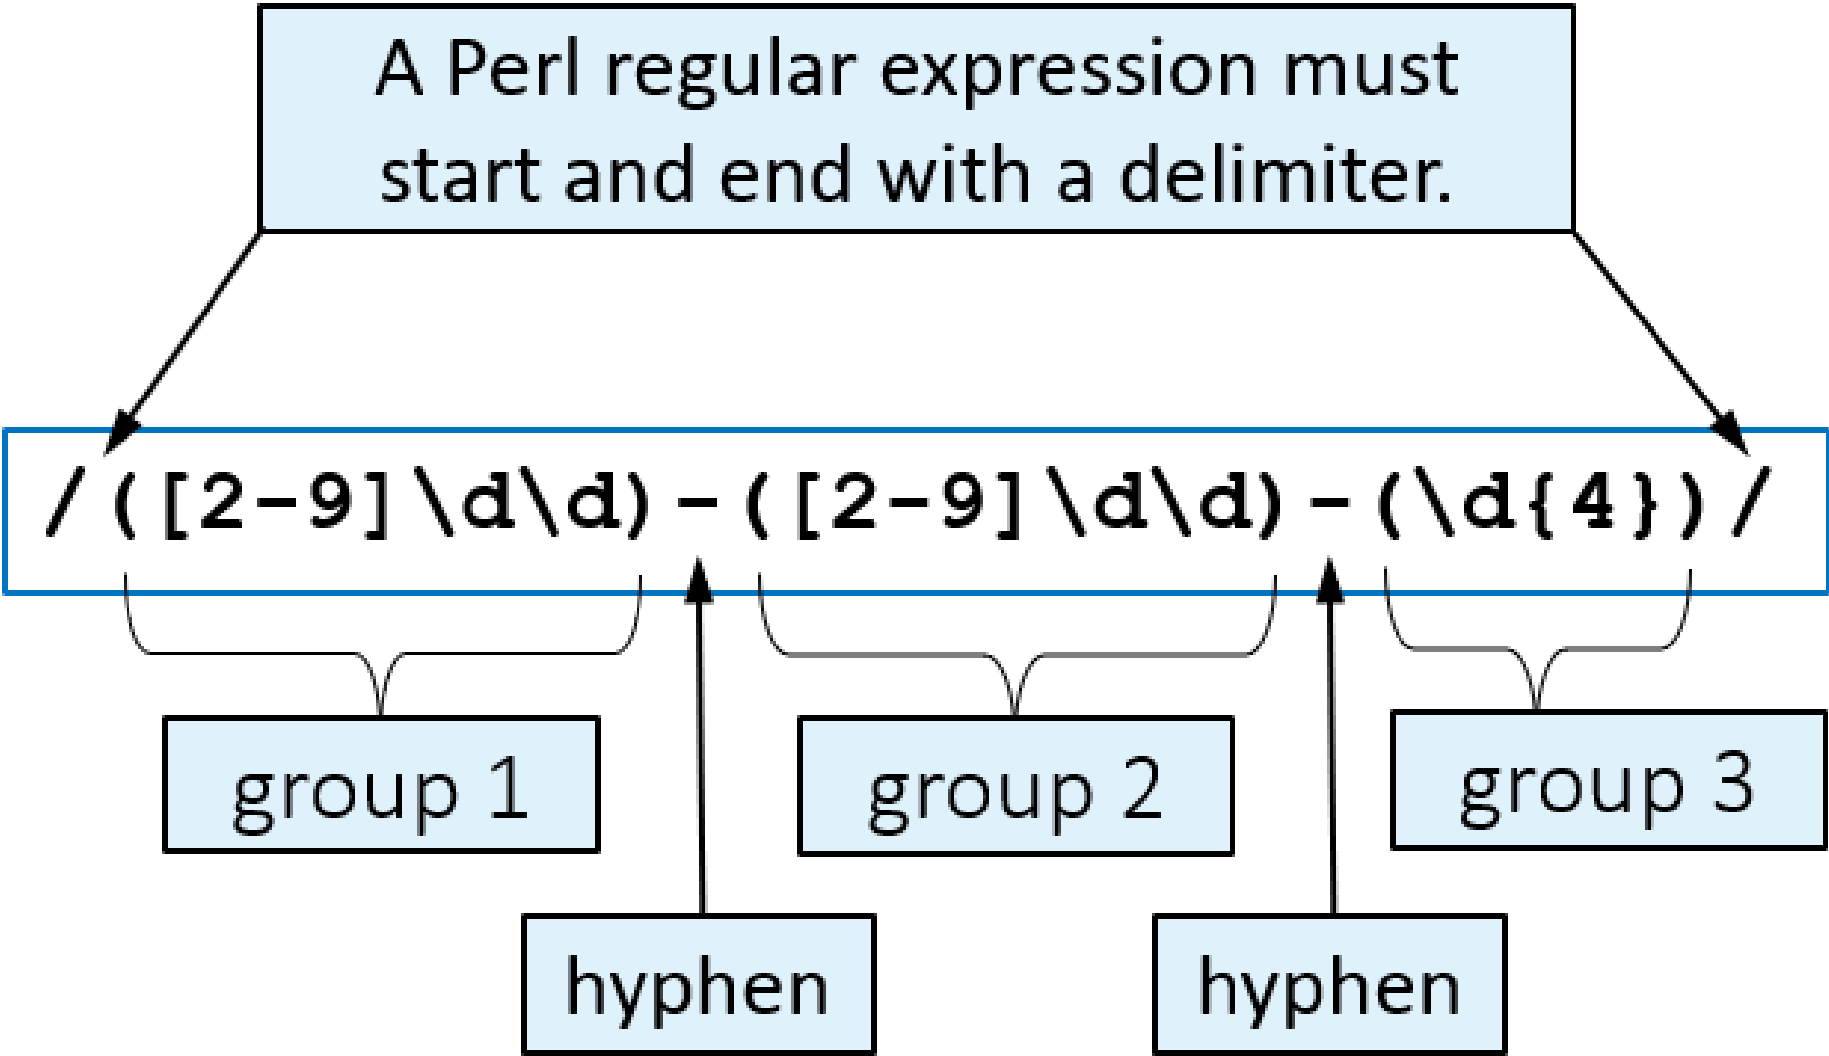 A Perl regular expression must
start and end with a delimiter.
/([2-9]\d\d)-([2-9]\d\d)-(\d{4})/
group 1
group 2
group 3
hyphen
hyphen